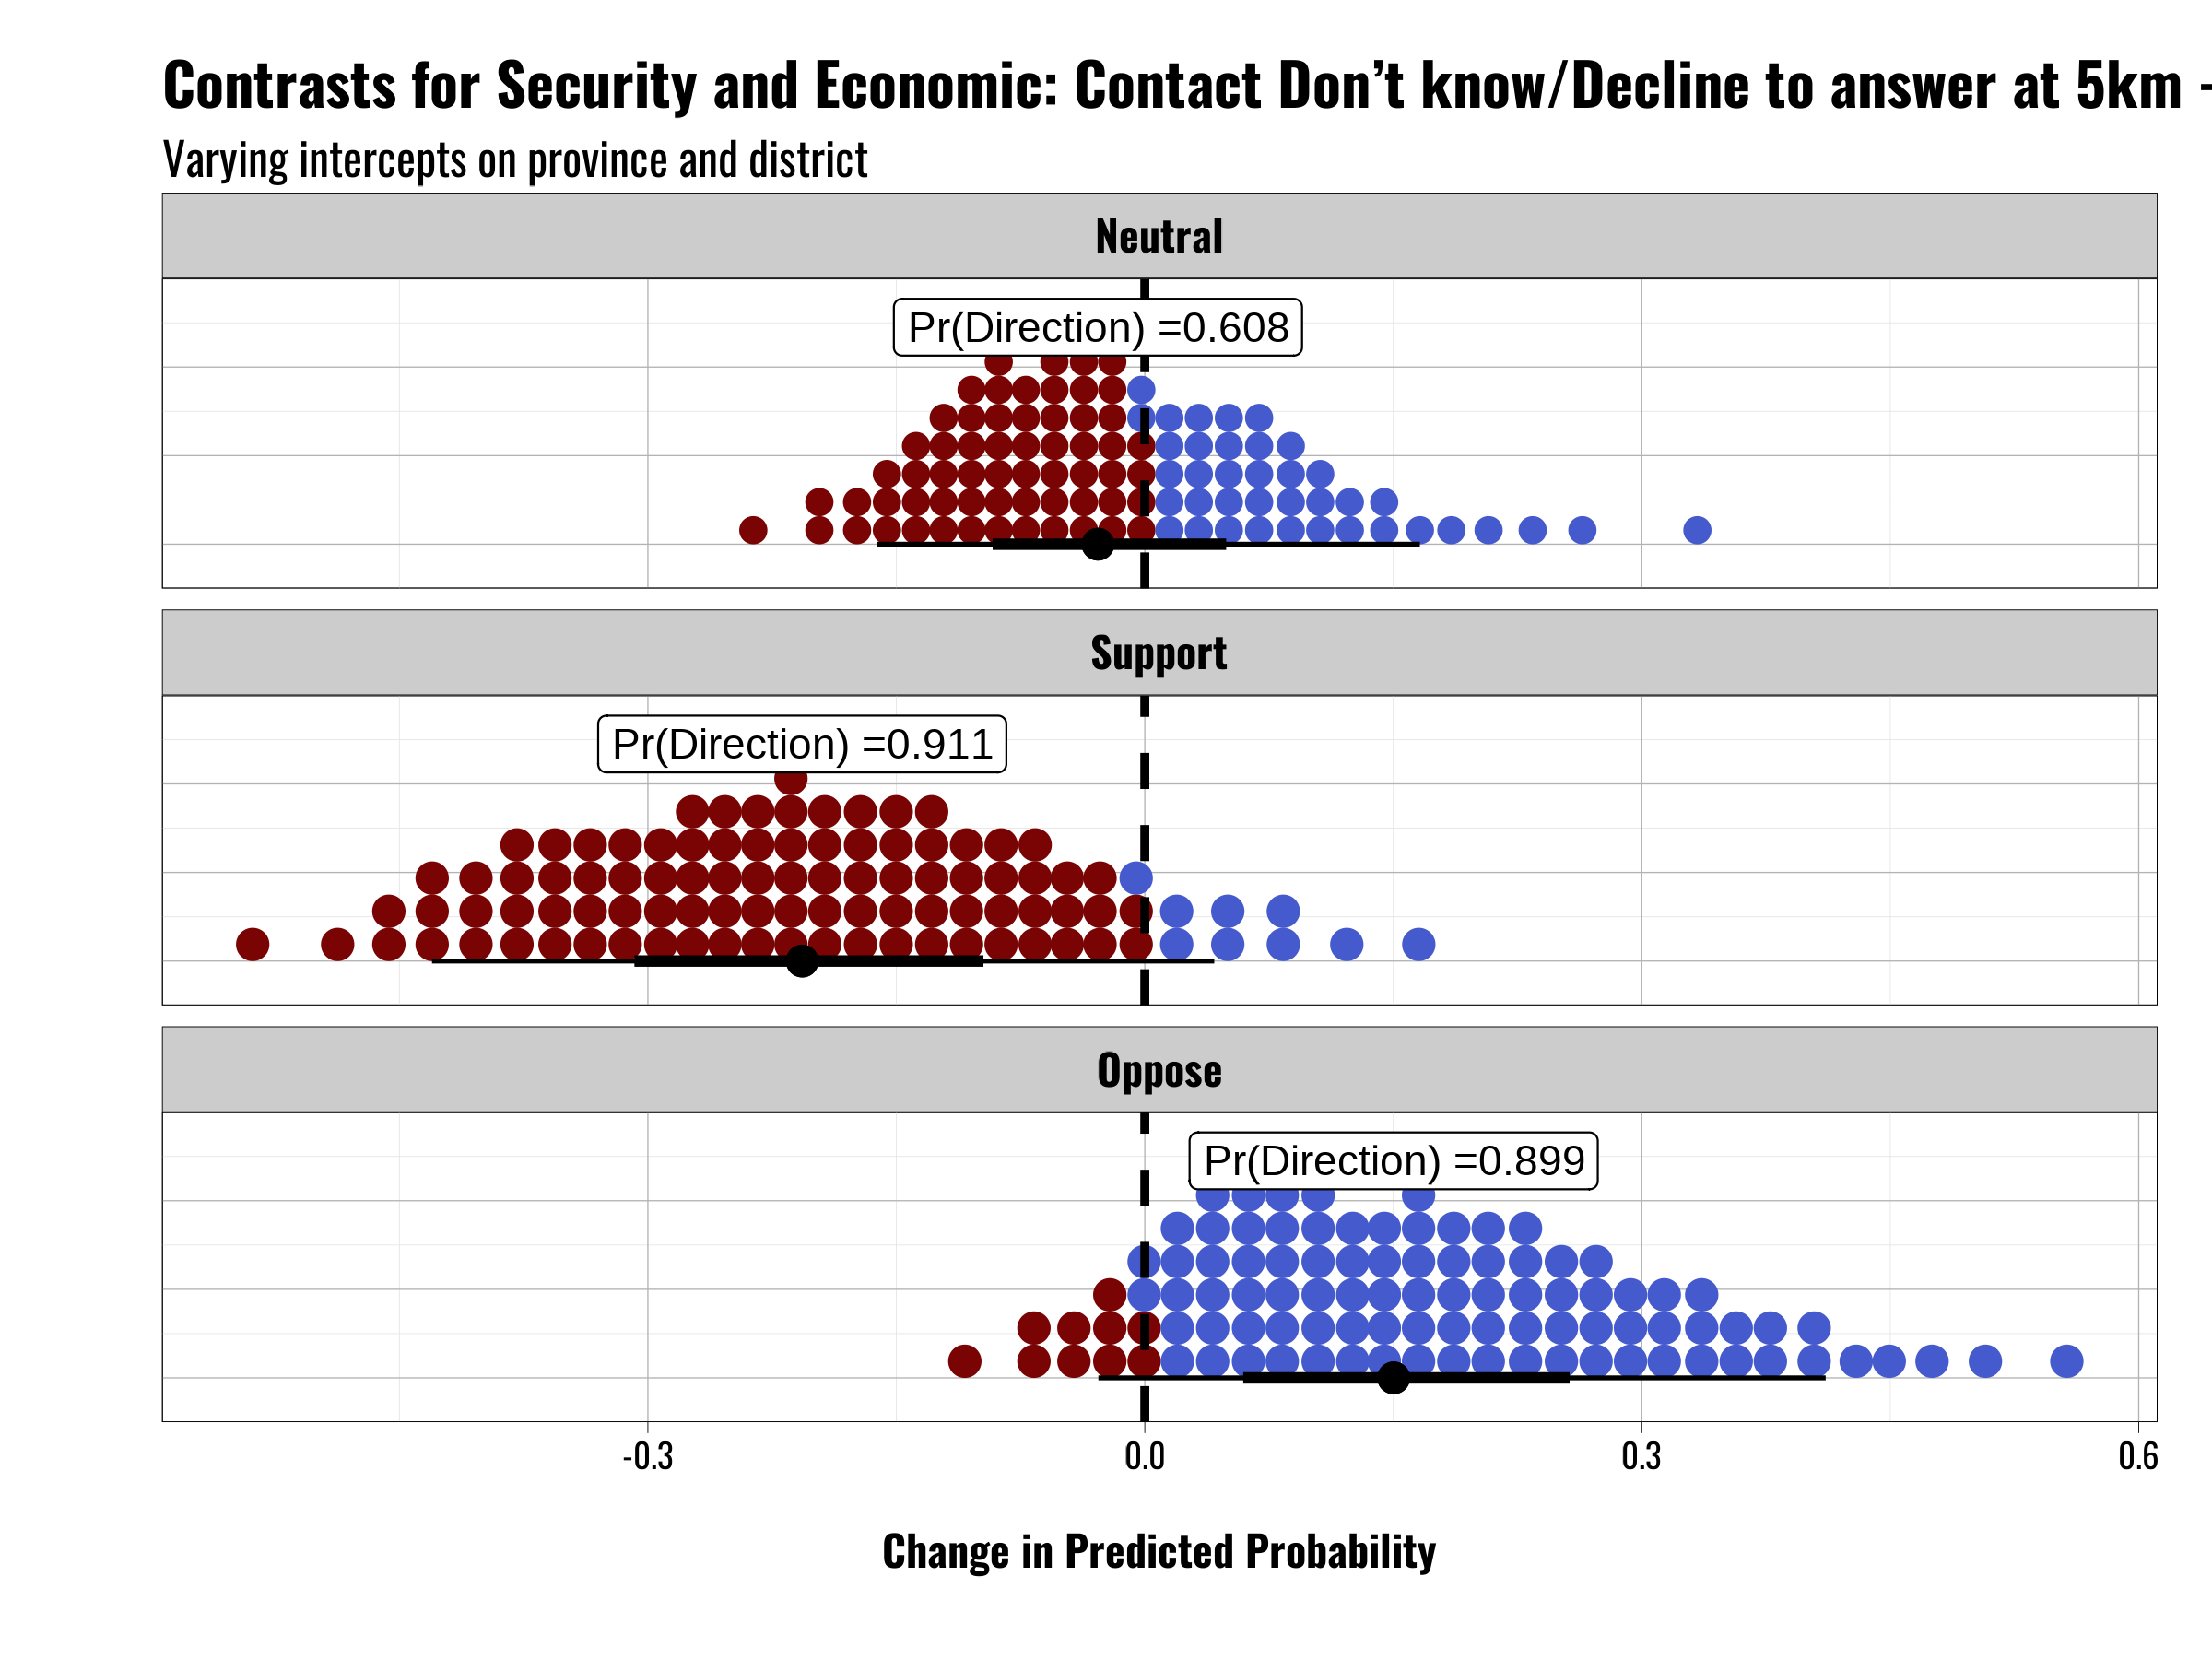 Contrasts for Security and Economic: Contact Don’t know/Decline to answer at 5km -
Varying intercepts on province and district
Neutral
Pr(Direction) =0.608
Support
Pr(Direction) =0.911
Oppose
Pr(Direction) =0.899
-0.3 0.0 0.3 0.6
Change in Predicted Probability